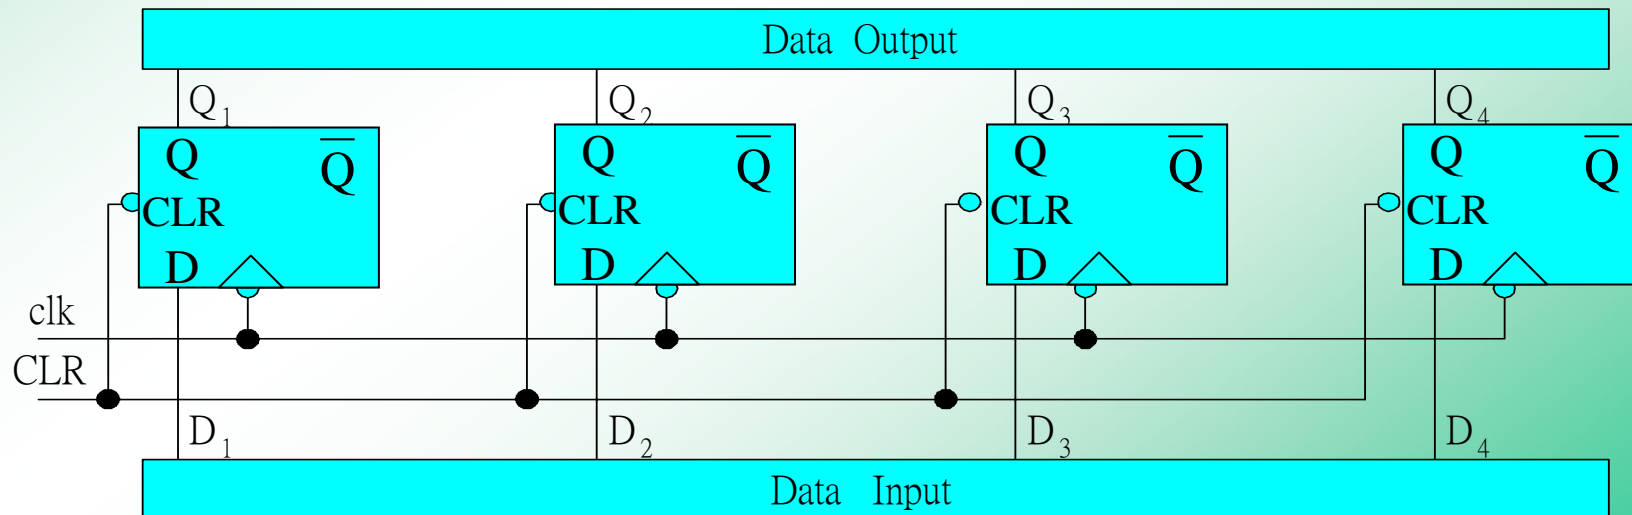 Data Output
Q₁ Q₂ Q₃ Q₄
Q Q̅ Q Q̅ Q Q̅ Q Q̅
CLR CLR CLR CLR
D D D D
clk
CLR
D₁ D₂ D₃ D₄
Data Input